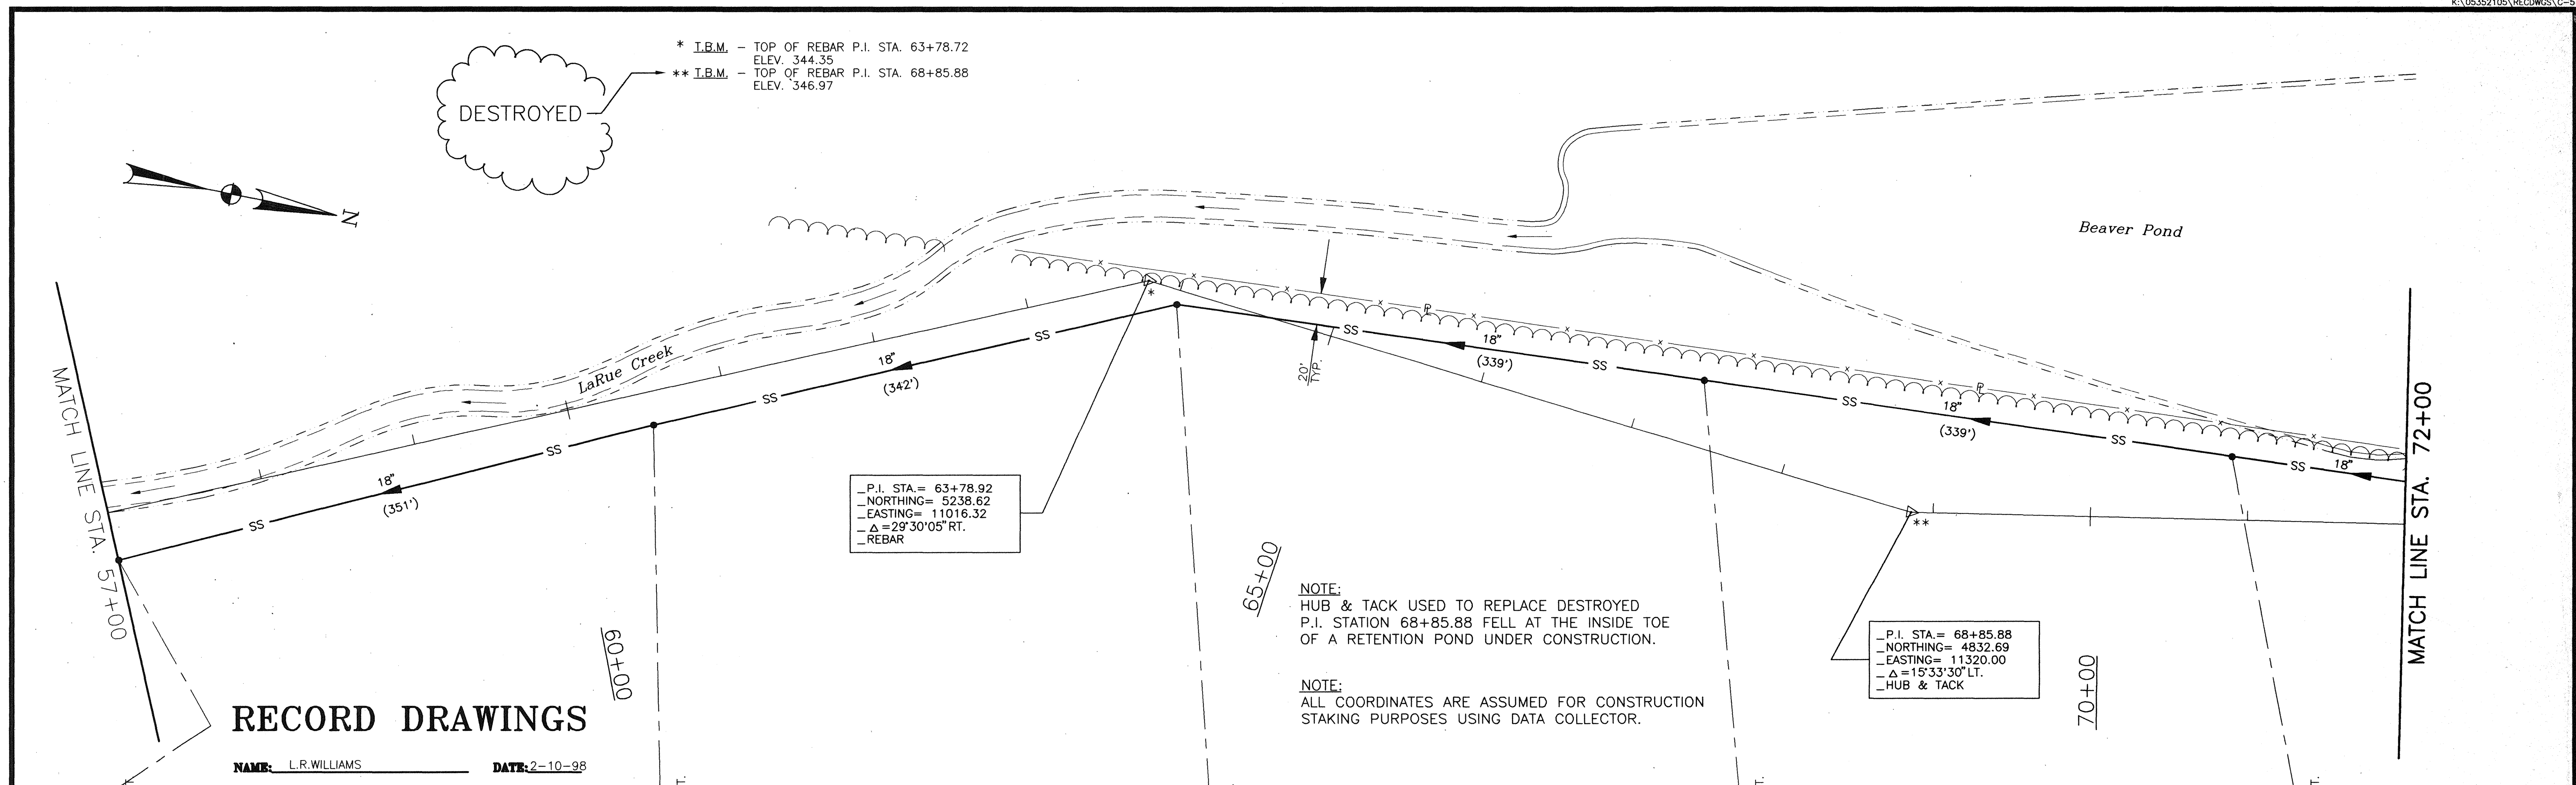 K:\05352105\RECDWGS\C-5
* T.B.M. – TOP OF REBAR P.I. STA. 63+78.72
ELEV. 344.35
** T.B.M. – TOP OF REBAR P.I. STA. 68+85.88
ELEV. 346.97
DESTROYED
N
Beaver Pond
LaRue Creek
MATCH LINE STA. 57+00
SS
18"
(351')
SS
SS
18"
(342')
SS
*
20'
TYP.
SS
18"
(339')
SS
PL
SS
18"
(339')
PL
SS
SS
18"
MATCH LINE STA. 72+00
_P.I. STA.= 63+78.92
_NORTHING= 5238.62
_EASTING= 11016.32
_ Δ=29°30'05" RT.
_REBAR
**
_P.I. STA.= 68+85.88
_NORTHING= 4832.69
_EASTING= 11320.00
_ Δ=15°33'30" LT.
_HUB & TACK
60+00
65+00
70+00
NOTE:
HUB & TACK USED TO REPLACE DESTROYED
P.I. STATION 68+85.88 FELL AT THE INSIDE TOE
OF A RETENTION POND UNDER CONSTRUCTION.
NOTE:
ALL COORDINATES ARE ASSUMED FOR CONSTRUCTION
STAKING PURPOSES USING DATA COLLECTOR.
RECORD DRAWINGS
NAME: L.R.WILLIAMS DATE: 2-10-98
T.
T.
T.